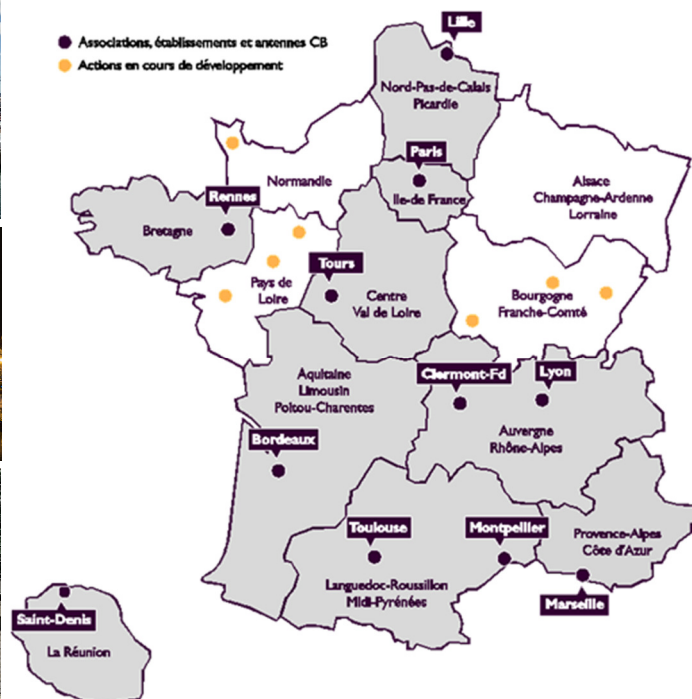 Lille
Associations, établissements et antennes CB
Actions en cours de développement
Nord-Pas-de-Calais
Picardie
Paris
Normandie
Alsace
Champagne-Ardenne
Lorraine
Rennes
Ile-de France
Bretagne
Tours
Pays de
Loire
Centre
Val de Loire
Bourgogne
Franche-Comté
Aquitaine
Limousin
Poitou-Charentes
Clermont-Fd
Lyon
Auvergne
Rhône-Alpes
Bordeaux
Toulouse
Montpellier
Provence-Alpes
Côte d'Azur
Languedoc-Roussillon
Midi-Pyrénées
Marseille
Saint-Denis
La Réunion